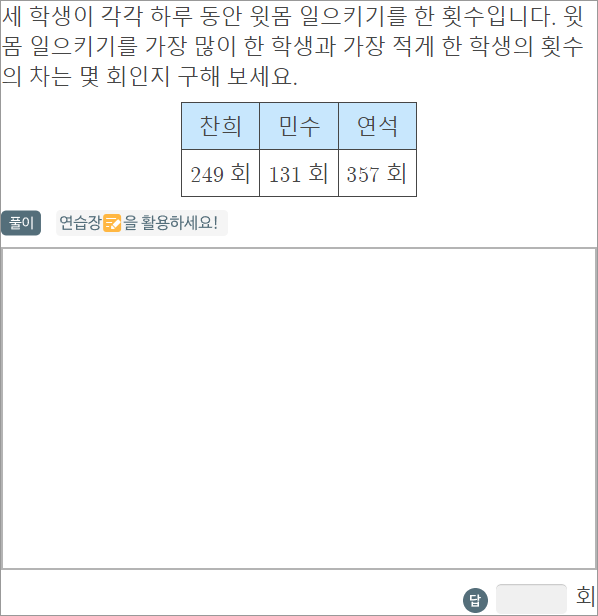 세 학생이 각각 하루 동안 윗몸 일으키기를 한 횟수입니다. 윗
몸 일으키기를 가장 많이 한 학생과 가장 적게 한 학생의 횟수
의 차는 몇 회인지 구해 보세요.
찬희 민수 연석
249 회 131 회 357 회
풀이 연습장을 활용하세요!
답 회